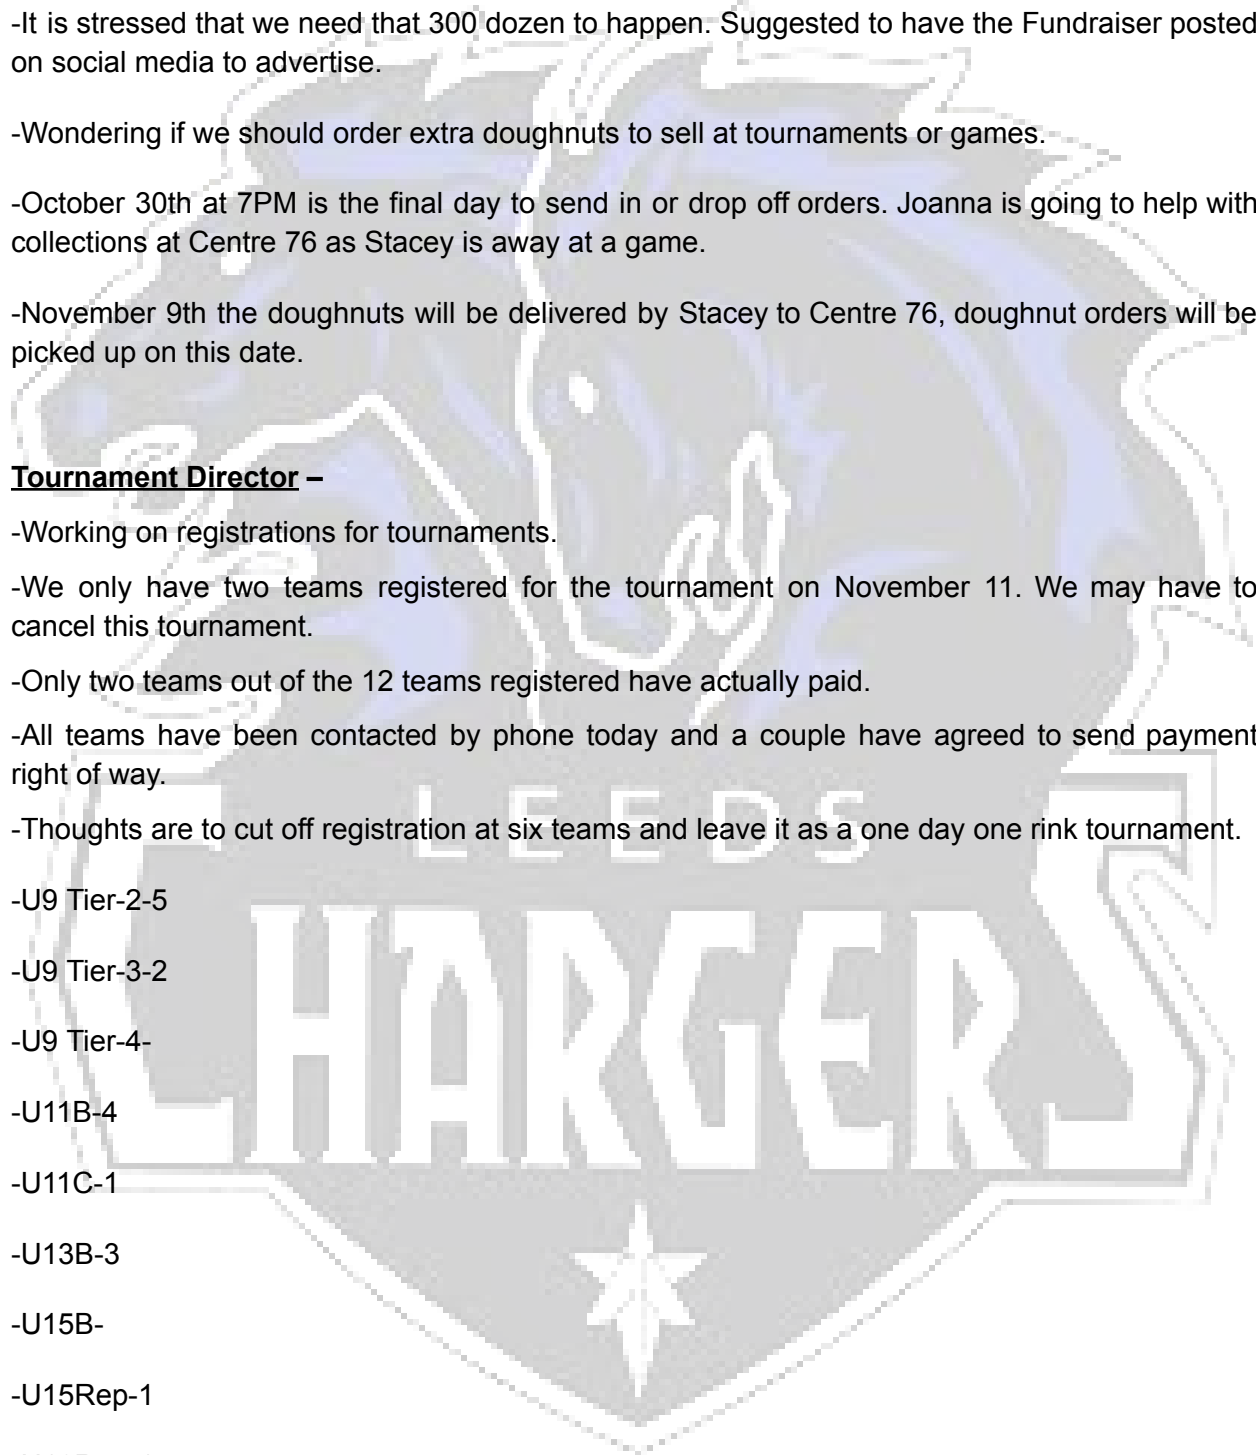 -It is stressed that we need that 300 dozen to happen. Suggested to have the Fundraiser posted
on social media to advertise.
-Wondering if we should order extra doughnuts to sell at tournaments or games.
-October 30th at 7PM is the final day to send in or drop off orders. Joanna is going to help with
collections at Centre 76 as Stacey is away at a game.
-November 9th the doughnuts will be delivered by Stacey to Centre 76, doughnut orders will be
picked up on this date.
Tournament Director –
-Working on registrations for tournaments.
-We only have two teams registered for the tournament on November 11. We may have to
cancel this tournament.
-Only two teams out of the 12 teams registered have actually paid.
-All teams have been contacted by phone today and a couple have agreed to send payment
right of way.
-Thoughts are to cut off registration at six teams and leave it as a one day one rink tournament.
-U9 Tier-2-5
-U9 Tier-3-2
-U9 Tier-4-
-U11B-4
-U11C-1
-U13B-3
-U15B-
-U15Rep-1
LEEDS
CHARGERS